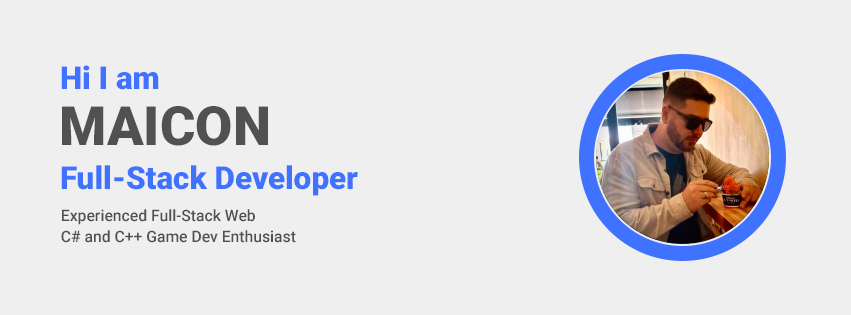 Hi I am
MAICON
Full-Stack Developer
Experienced Full-Stack Web
C# and C++ Game Dev Enthusiast